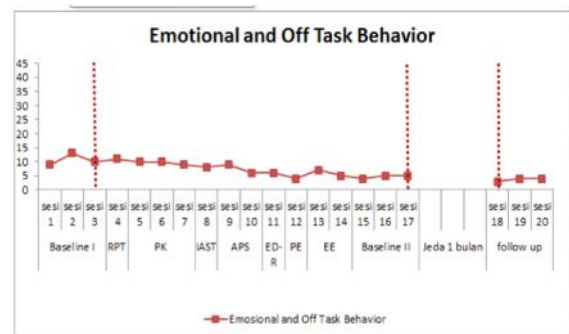 Emotional and Off Task Behavior
45
40
35
30
25
20
15
10
5
0
sesi 1 sesi 2 sesi 3 sesi 4 sesi 5 sesi 6 sesi 7 sesi 8 sesi 9 sesi 10 sesi 11 sesi 12 sesi 13 sesi 14 sesi 15 sesi 16 sesi 17 sesi 18 sesi 19 sesi 20
Baseline I RPT PK IAST APS ED-R PE EE Baseline II Jeda 1 bulan follow up
Emosional and Off Task Behavior